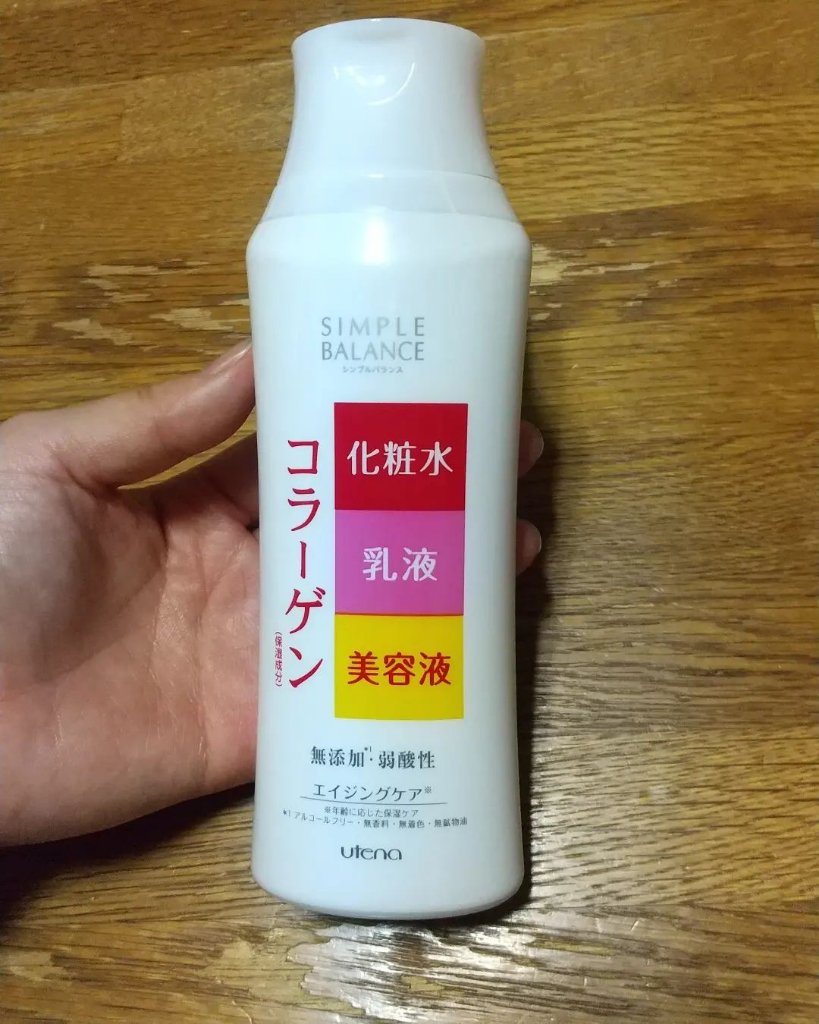 SIMPLE
BALANCE
シンプルバランス
コラーゲン
(保湿成分)
化粧水
乳液
美容液
無添加*1・弱酸性
エイジングケア※
※年齢に応じた保湿ケア
*1 アルコールフリー・無香料・無着色・無鉱物油
utena